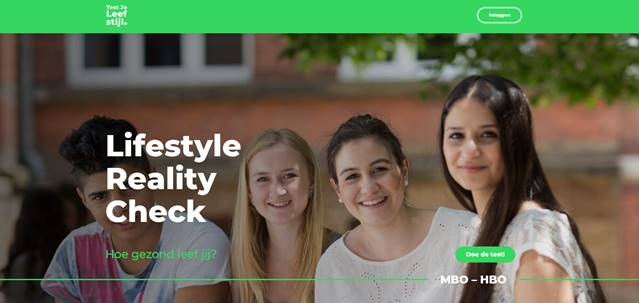 Test Je
Leef
stijl.
Inloggen
Lifestyle
Reality
Check
Hoe gezond leef jij?
Doe de test!
MBO – HBO